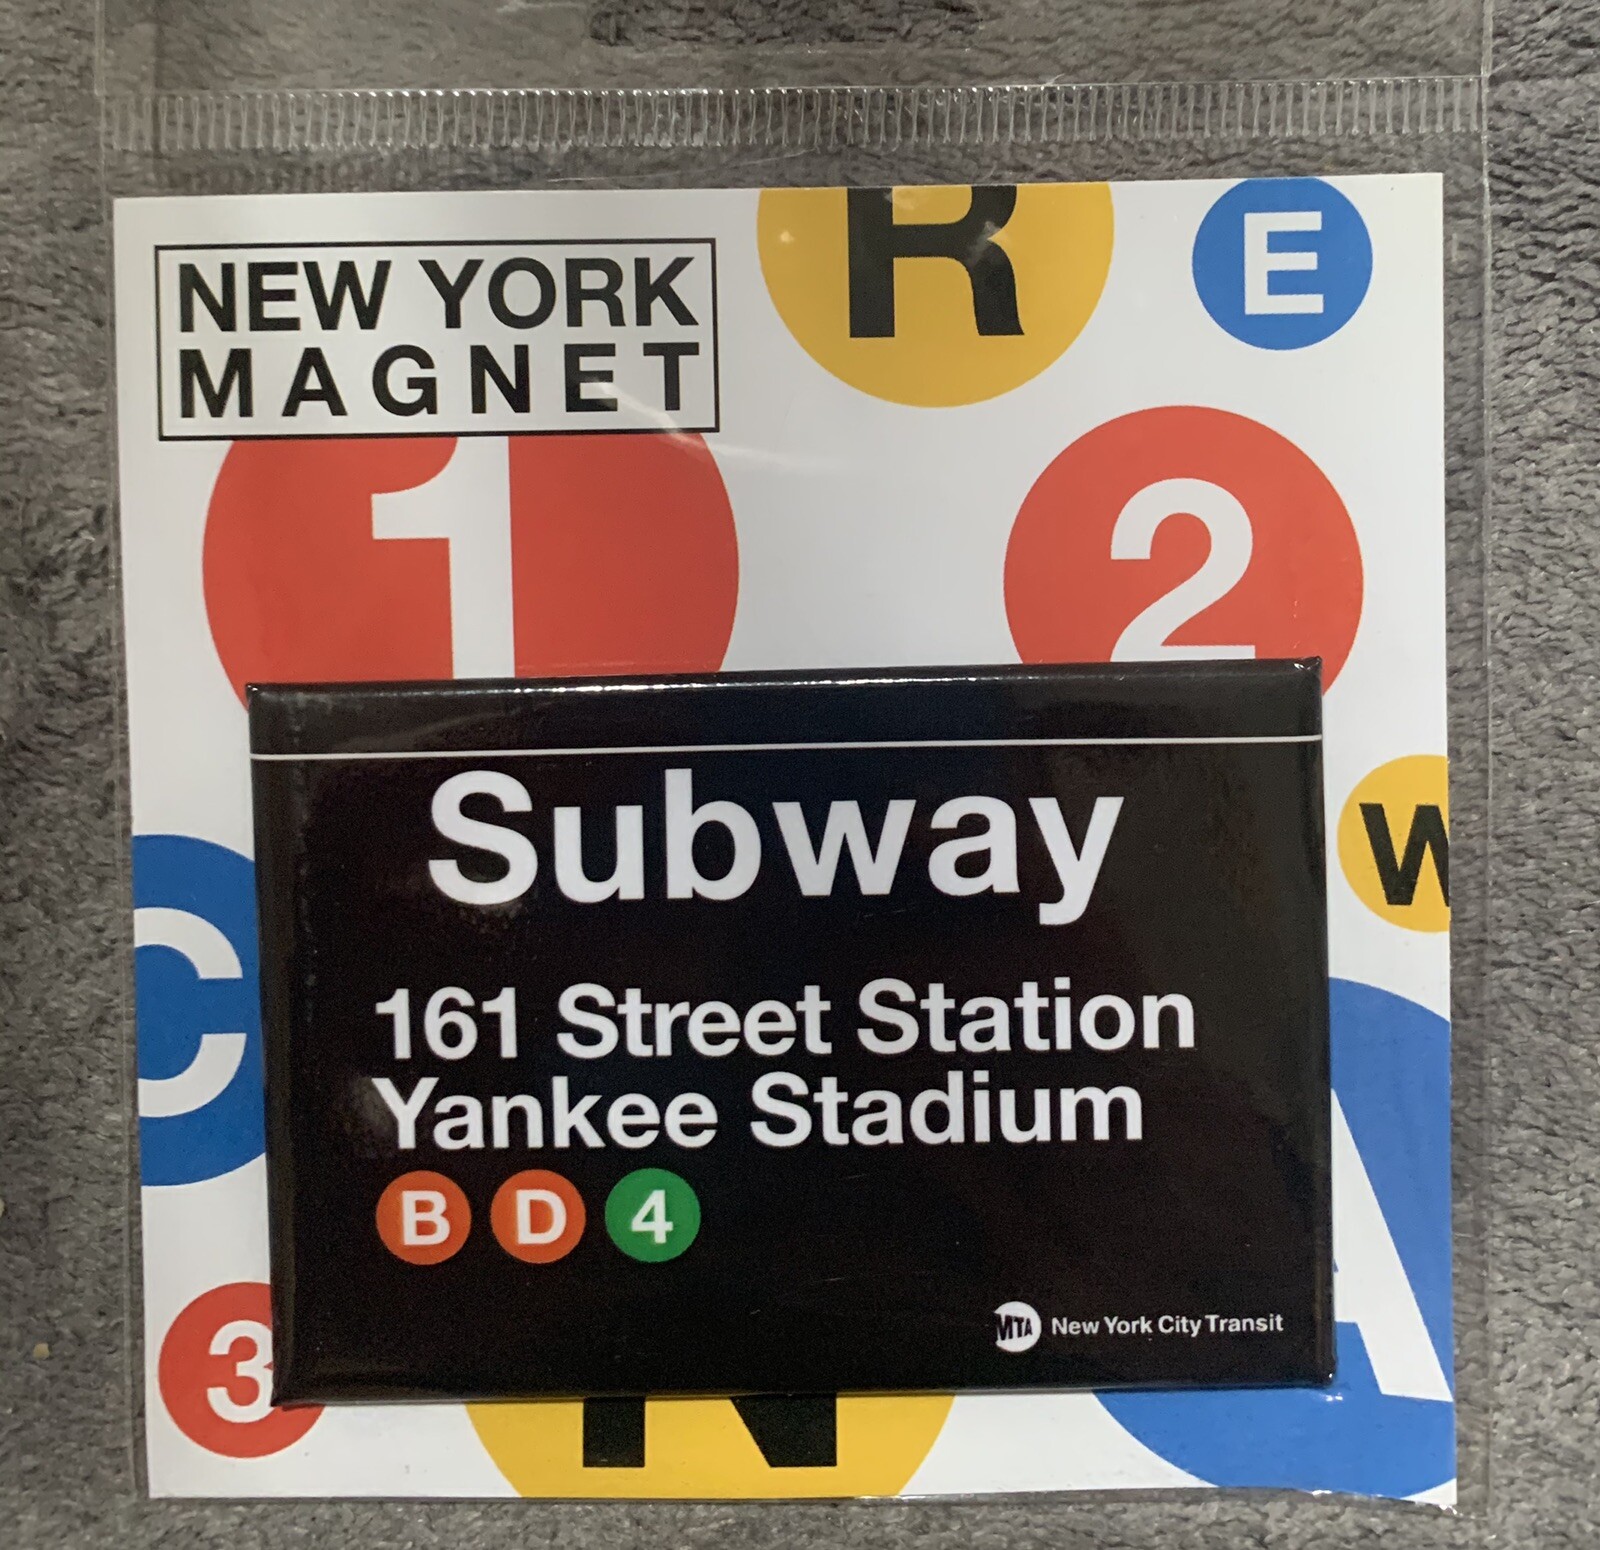 NEW YORK
MAGNET
R
E
1
2
Subway
W
C
161 Street Station
Yankee Stadium
B D 4
A
3
MTA New York City Transit
N